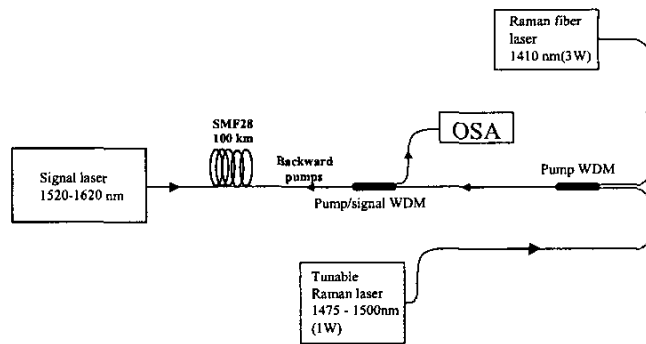 Raman fiber
laser
1410 nm(3W)
SMF28
100 km
OSA
Backward
pumps
Signal laser
1520-1620 nm
Pump WDM
Pump/signal WDM
Tunable
Raman laser
1475 - 1500nm
(1W)